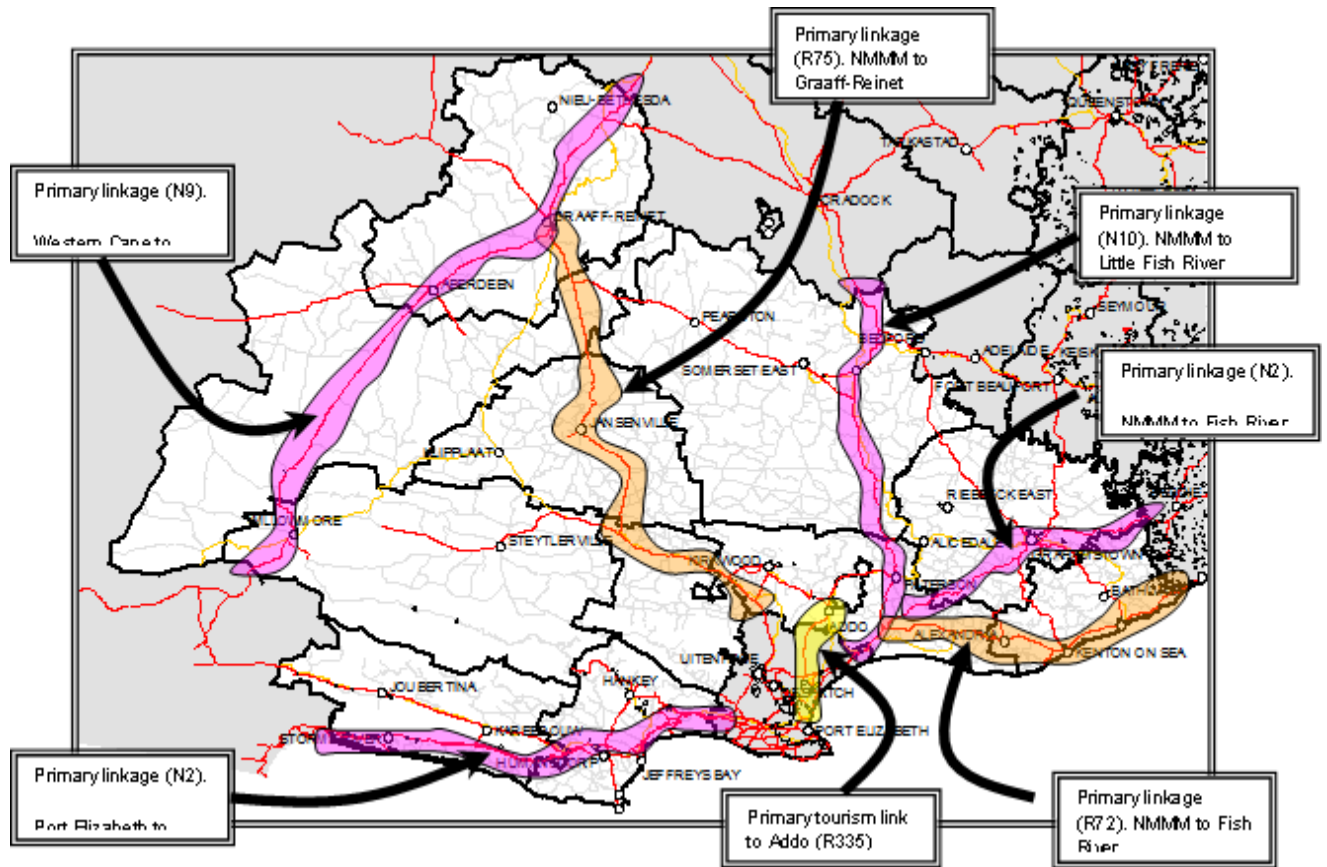 Primary linkage
(R75). NMMM to
Graaff-Reinet
NIEU-BETHESDA
QUEENSTOWN
TARKASTAD
Primary linkage (N9).
Western Cape to
CRADOCK
GRAAFF-REINET
Primary linkage
(N10). NMMM to
Little Fish River
ABERDEEN
PEARSTON
SEYMOUR
BEDFORD
ADELAIDE
SOMERSET EAST
FORT BEAUFORT
Primary linkage (N2).
NMMM to Fish River
JANSENVILLE
KLIPPLAAT
RIEBEECK EAST
WILLOWMORE
STEYTLERVILLE
ALICEDALE
GRAHAMSTOWN
KIRKWOOD
PATERSON
BATHURST
ADDO
ALEXANDRIA
KENTON ON SEA
UITENHAGE
JOUBERTINA
HANKEY
DESPATCH
KAREEDOUW
PORT ELIZABETH
STORMSRIVER
HUMANSDORP
JEFFREYS BAY
Primary linkage (N2).
Port Elizabeth to
Primary tourism link
to Addo (R335)
Primary linkage
(R72). NMMM to Fish
River